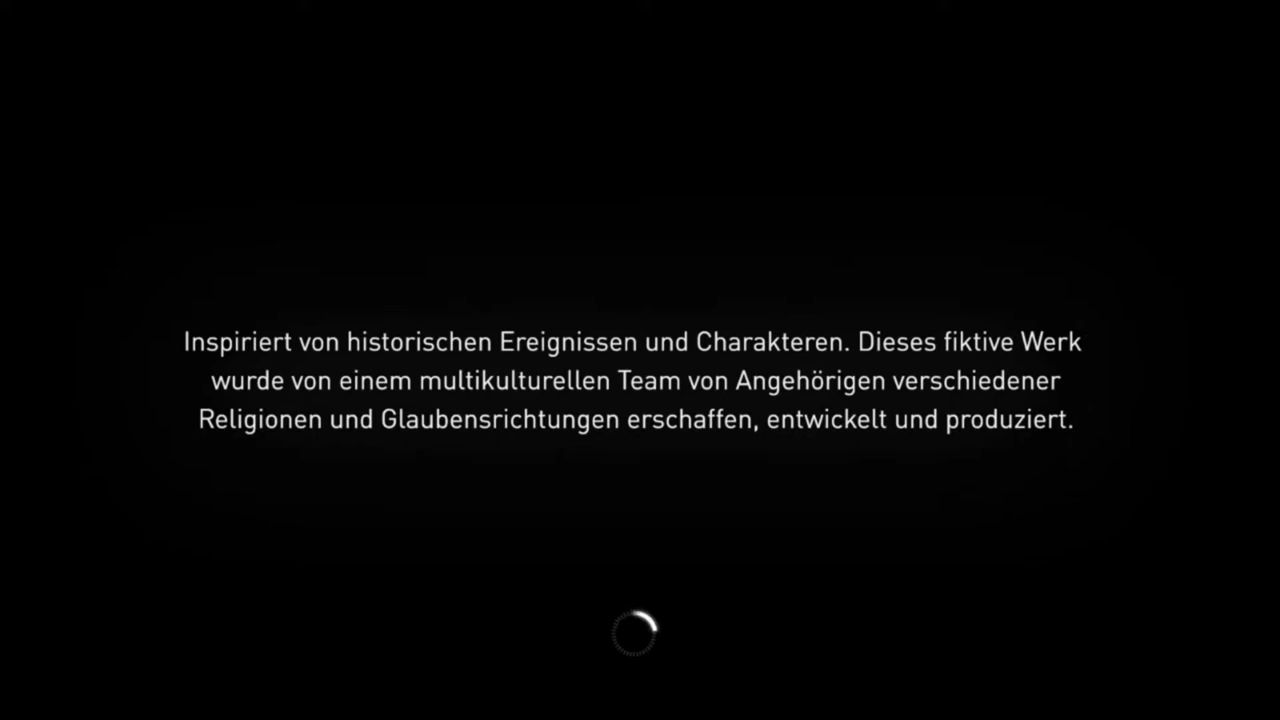 Inspiriert von historischen Ereignissen und Charakteren. Dieses fiktive Werk
wurde von einem multikulturellen Team von Angehörigen verschiedener
Religionen und Glaubensrichtungen erschaffen, entwickelt und produziert.